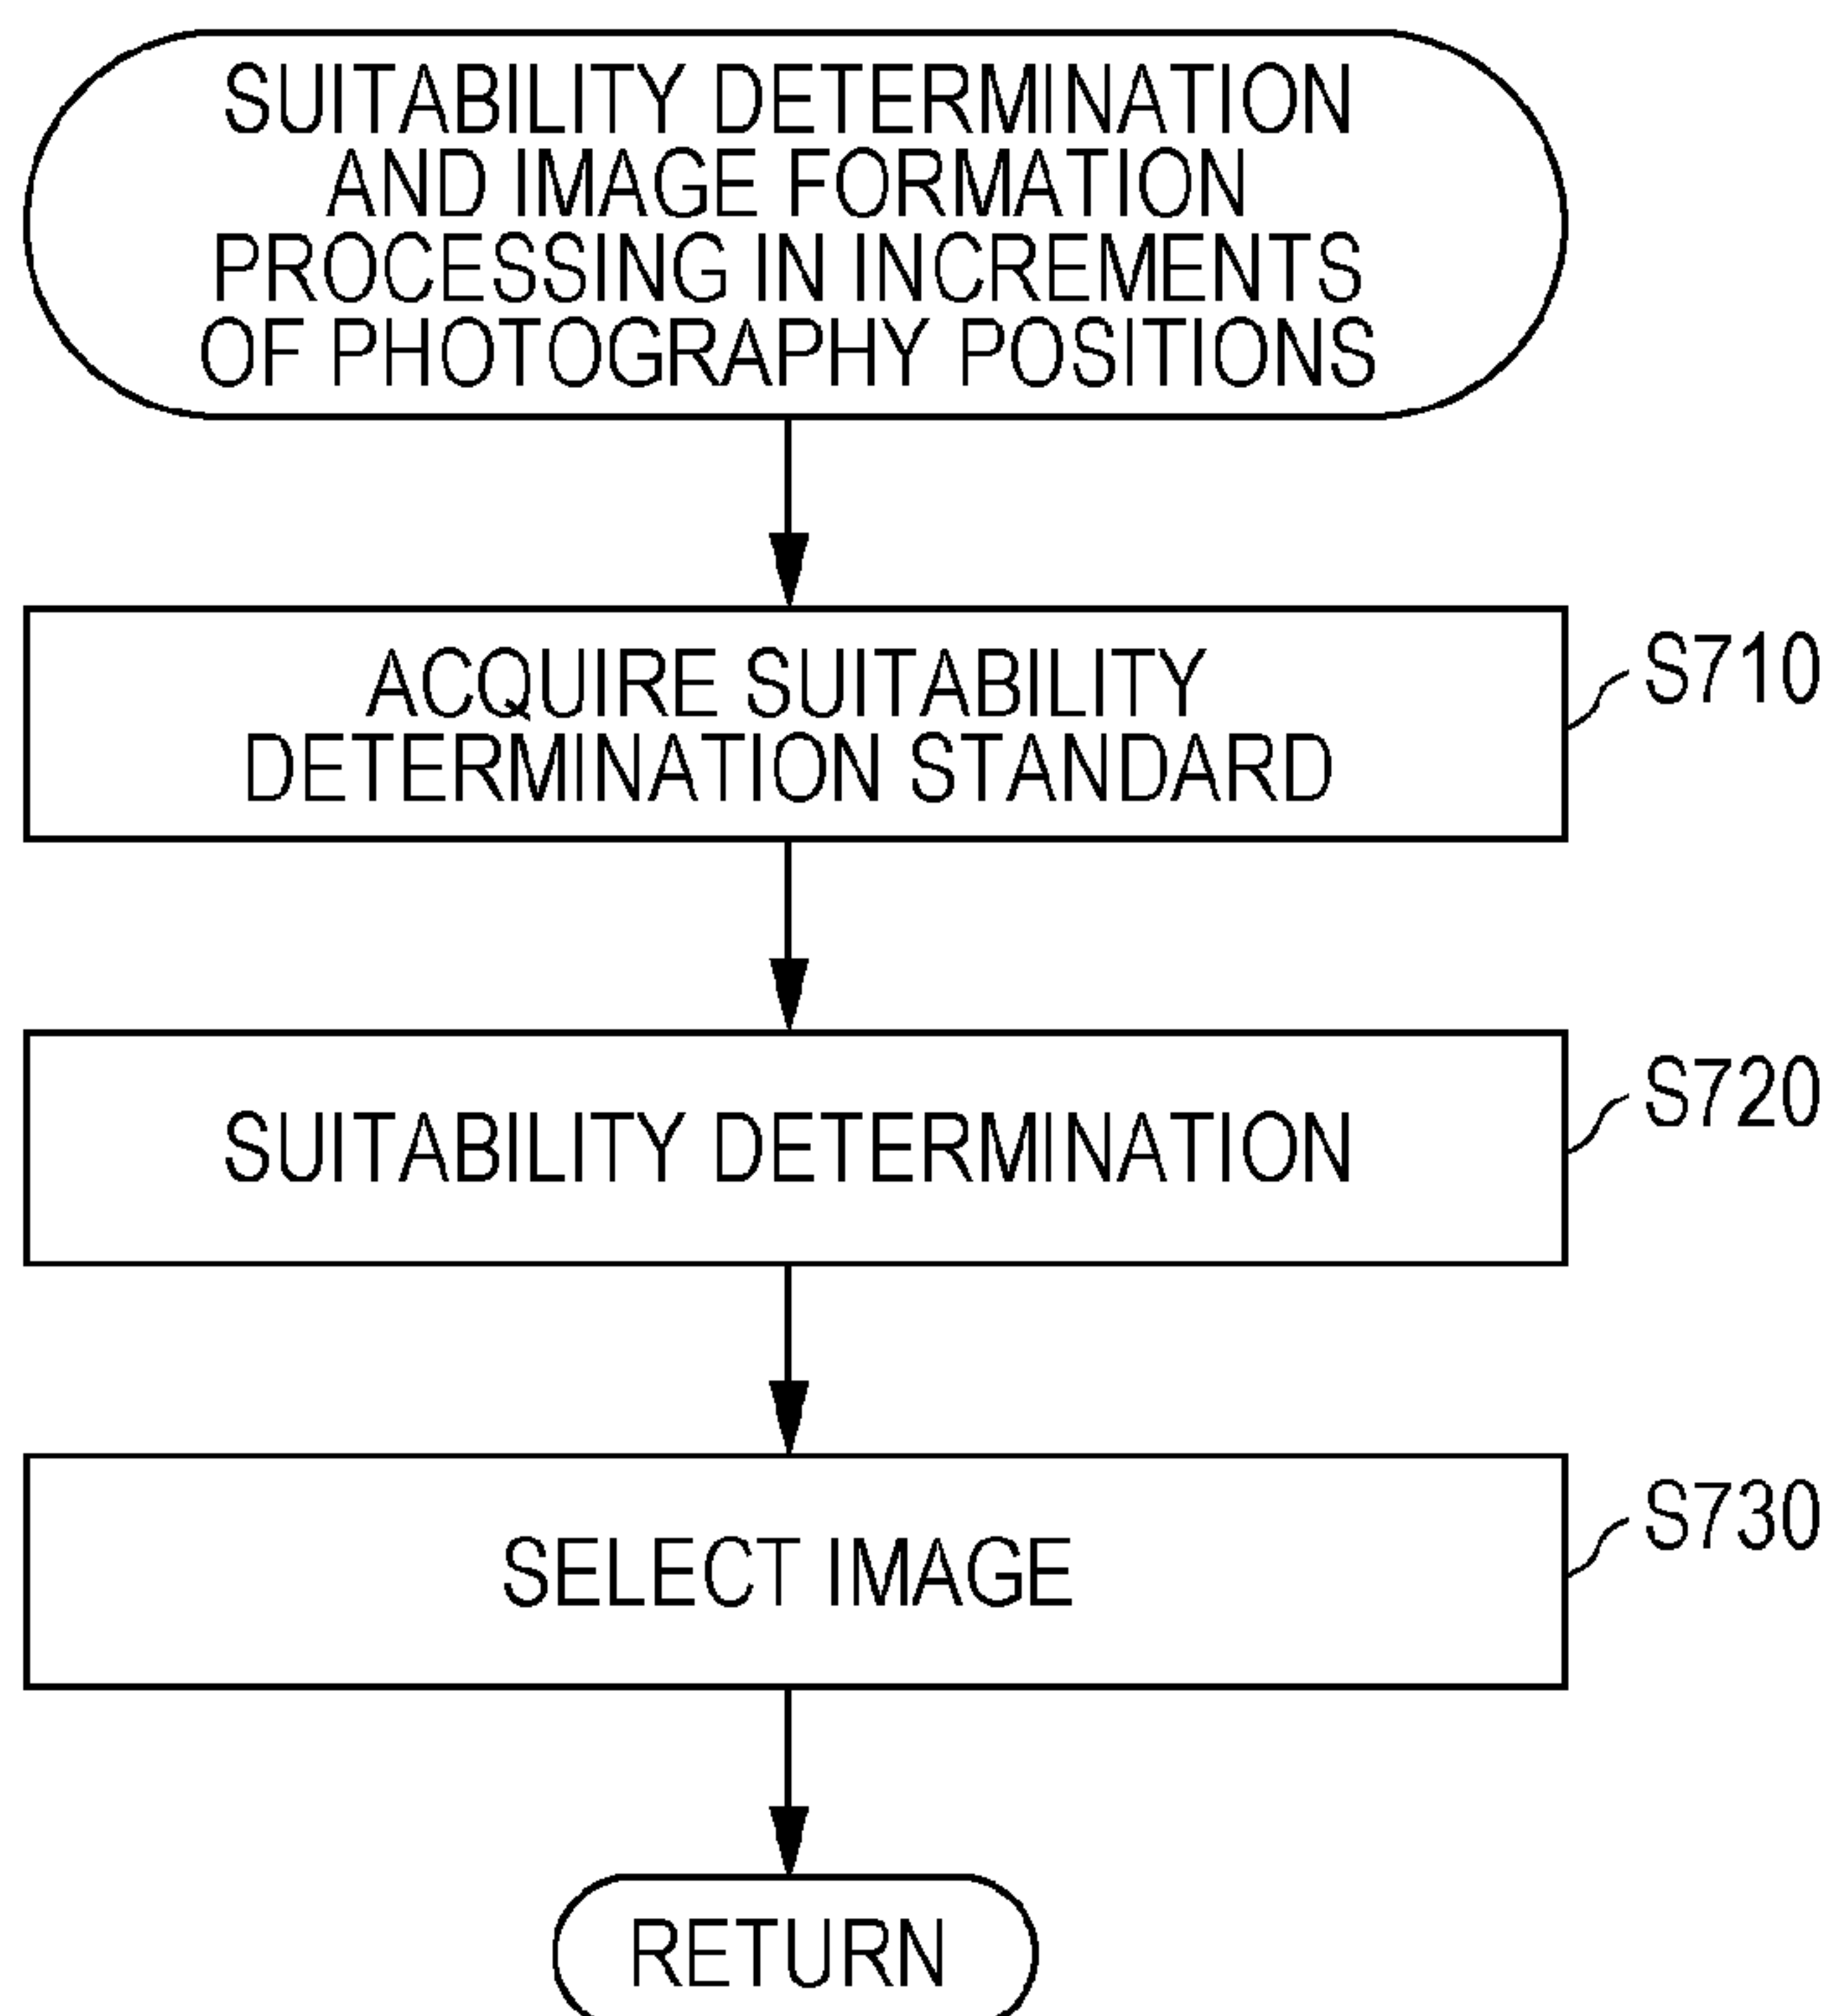 SUITABILITY DETERMINATION
AND IMAGE FORMATION
PROCESSING IN INCREMENTS
OF PHOTOGRAPHY POSITIONS
ACQUIRE SUITABILITY
DETERMINATION STANDARD
S710
SUITABILITY DETERMINATION
S720
SELECT IMAGE
S730
RETURN